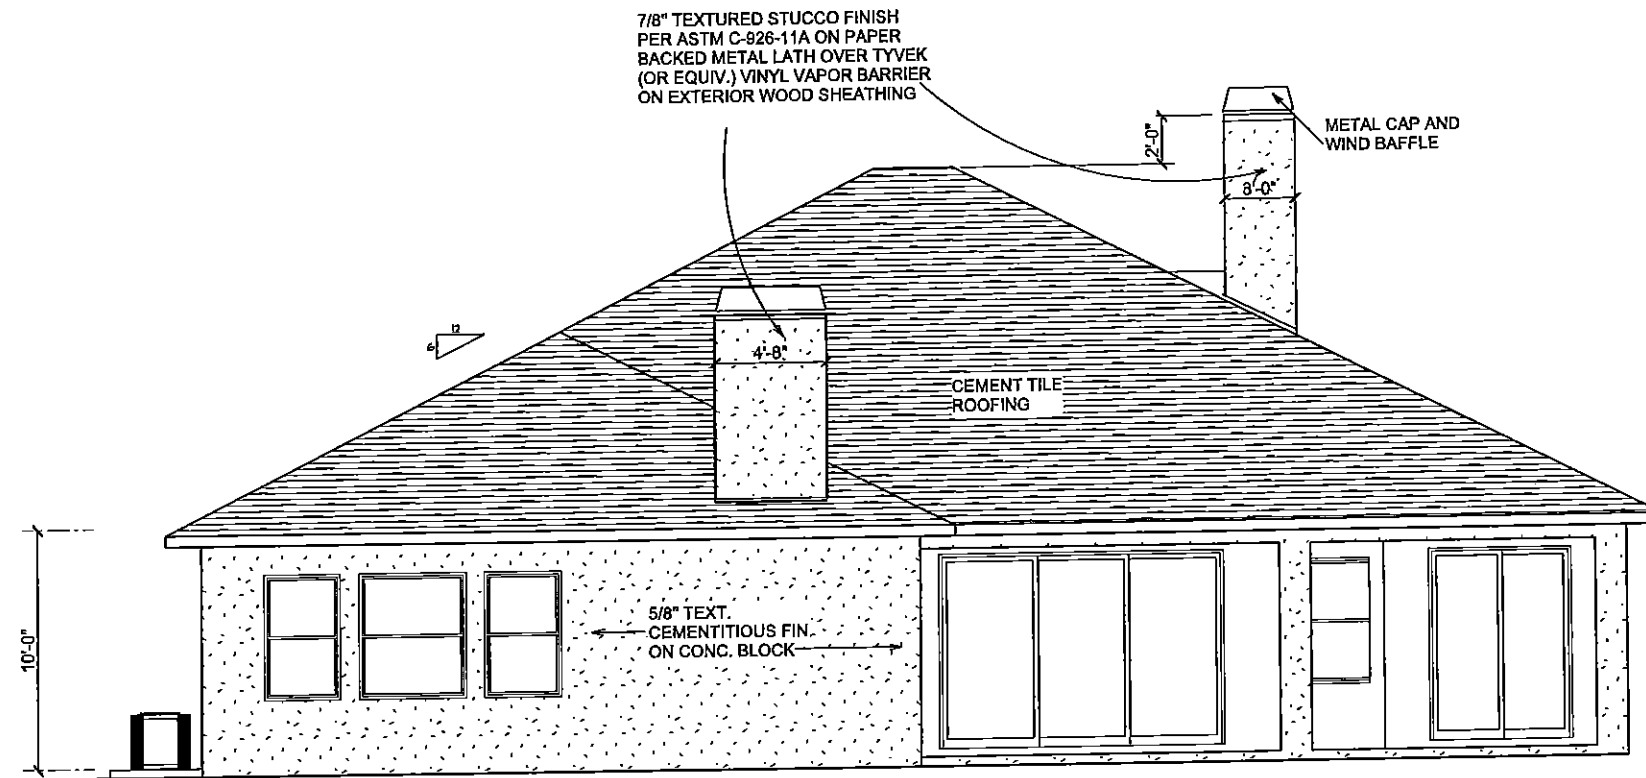 7/8" TEXTURED STUCCO FINISH
PER ASTM C-926-11A ON PAPER
BACKED METAL LATH OVER TYVEK
(OR EQUIV.) VINYL VAPOR BARRIER
ON EXTERIOR WOOD SHEATHING
METAL CAP AND
WIND BAFFLE
2'-0"
8'-0"
12
6
4'-8"
CEMENT TILE
ROOFING
10'-0"
5/8" TEXT.
CEMENTITIOUS FIN.
ON CONC. BLOCK